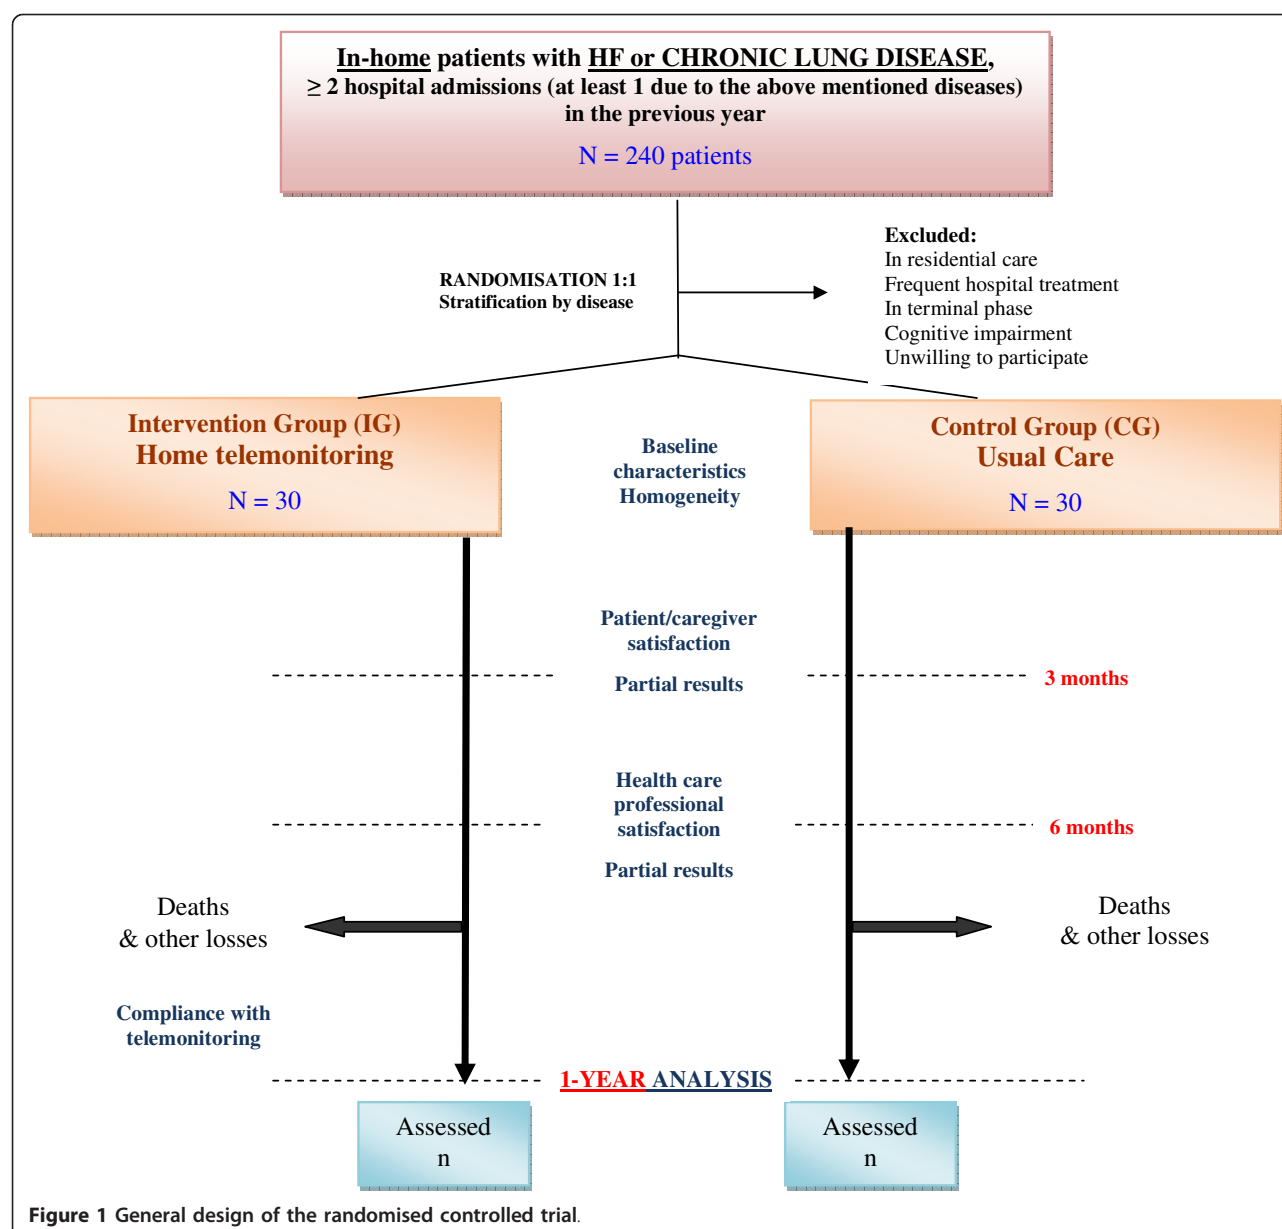 In-home patients with HF or CHRONIC LUNG DISEASE,
≥ 2 hospital admissions (at least 1 due to the above mentioned diseases)
in the previous year
N = 240 patients
RANDOMISATION 1:1
Stratification by disease
Excluded:
In residential care
Frequent hospital treatment
In terminal phase
Cognitive impairment
Unwilling to participate
Intervention Group (IG)
Home telemonitoring
N = 30
Baseline
characteristics
Homogeneity
Control Group (CG)
Usual Care
N = 30
Patient/caregiver
satisfaction
Partial results
3 months
Health care
professional
satisfaction
6 months
Partial results
Deaths
& other losses
Deaths
& other losses
Compliance with
telemonitoring
1-YEAR ANALYSIS
Assessed
n
Assessed
n
Figure 1 General design of the randomised controlled trial.